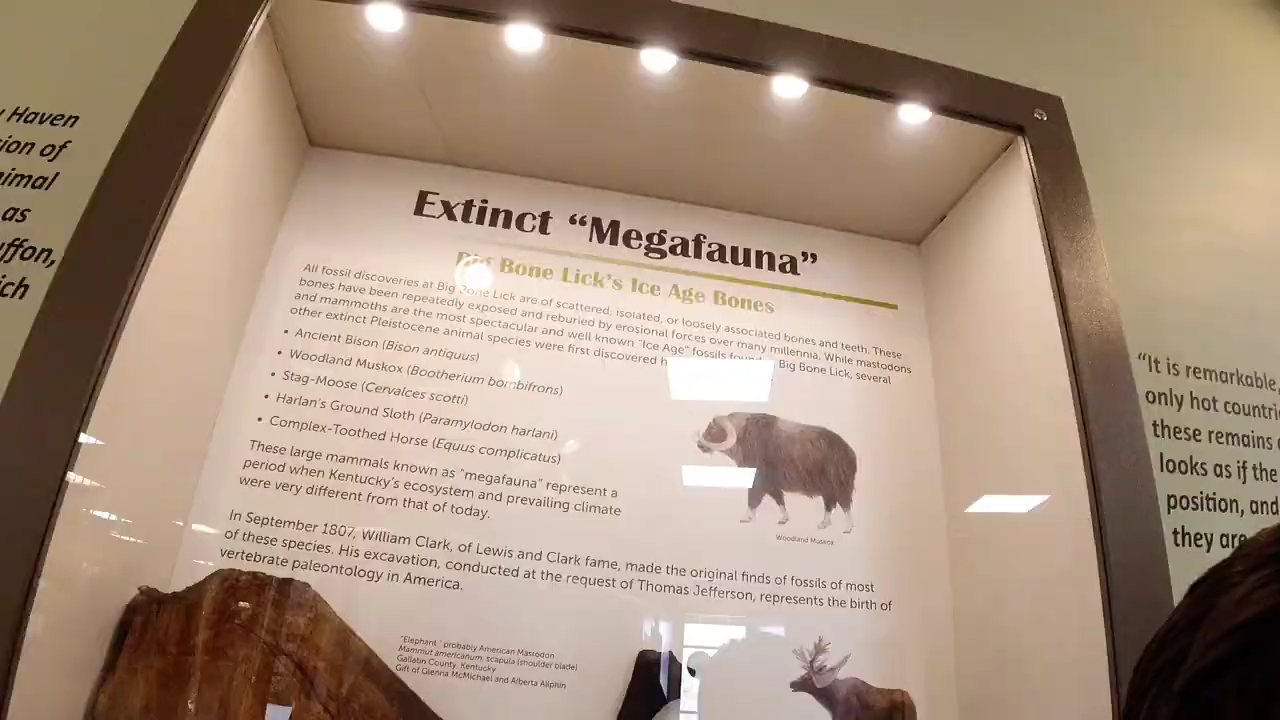 Haven
ion of
nimal
as
uffon,
ich
Extinct “Megafauna”
Big Bone Lick's Ice Age Bones
All fossil discoveries at Big Bone Lick are of scattered, isolated, or loosely associated bones and teeth. These
bones have been repeatedly exposed and reburied by erosional forces over many millennia. While mastodons
and mammoths are the most spectacular and well known "Ice Age" fossils found Big Bone Lick, several
other extinct Pleistocene animal species were first discovered
• Ancient Bison (Bison antiquus)
• Woodland Muskox (Bootherium bombifrons)
• Stag-Moose (Cervalces scotti)
• Harlan's Ground Sloth (Paramylodon harlani)
• Complex-Toothed Horse (Equus complicatus)
These large mammals known as "megafauna" represent a
period when Kentucky's ecosystem and prevailing climate
were very different from that of today.
Woodland Muskox
In September 1807, William Clark, of Lewis and Clark fame, made the original finds of fossils of most
of these species. His excavation, conducted at the request of Thomas Jefferson, represents the birth of
vertebrate paleontology in America.
"Elephant," probably American Mastodon
Mammut americanum, scapula (shoulder blade)
Gallatin County, Kentucky
Gift of Glenna McMichael and Alberta Allphin
“It is remarkable,
only hot countri
these remains
looks as if the
position, and
they are